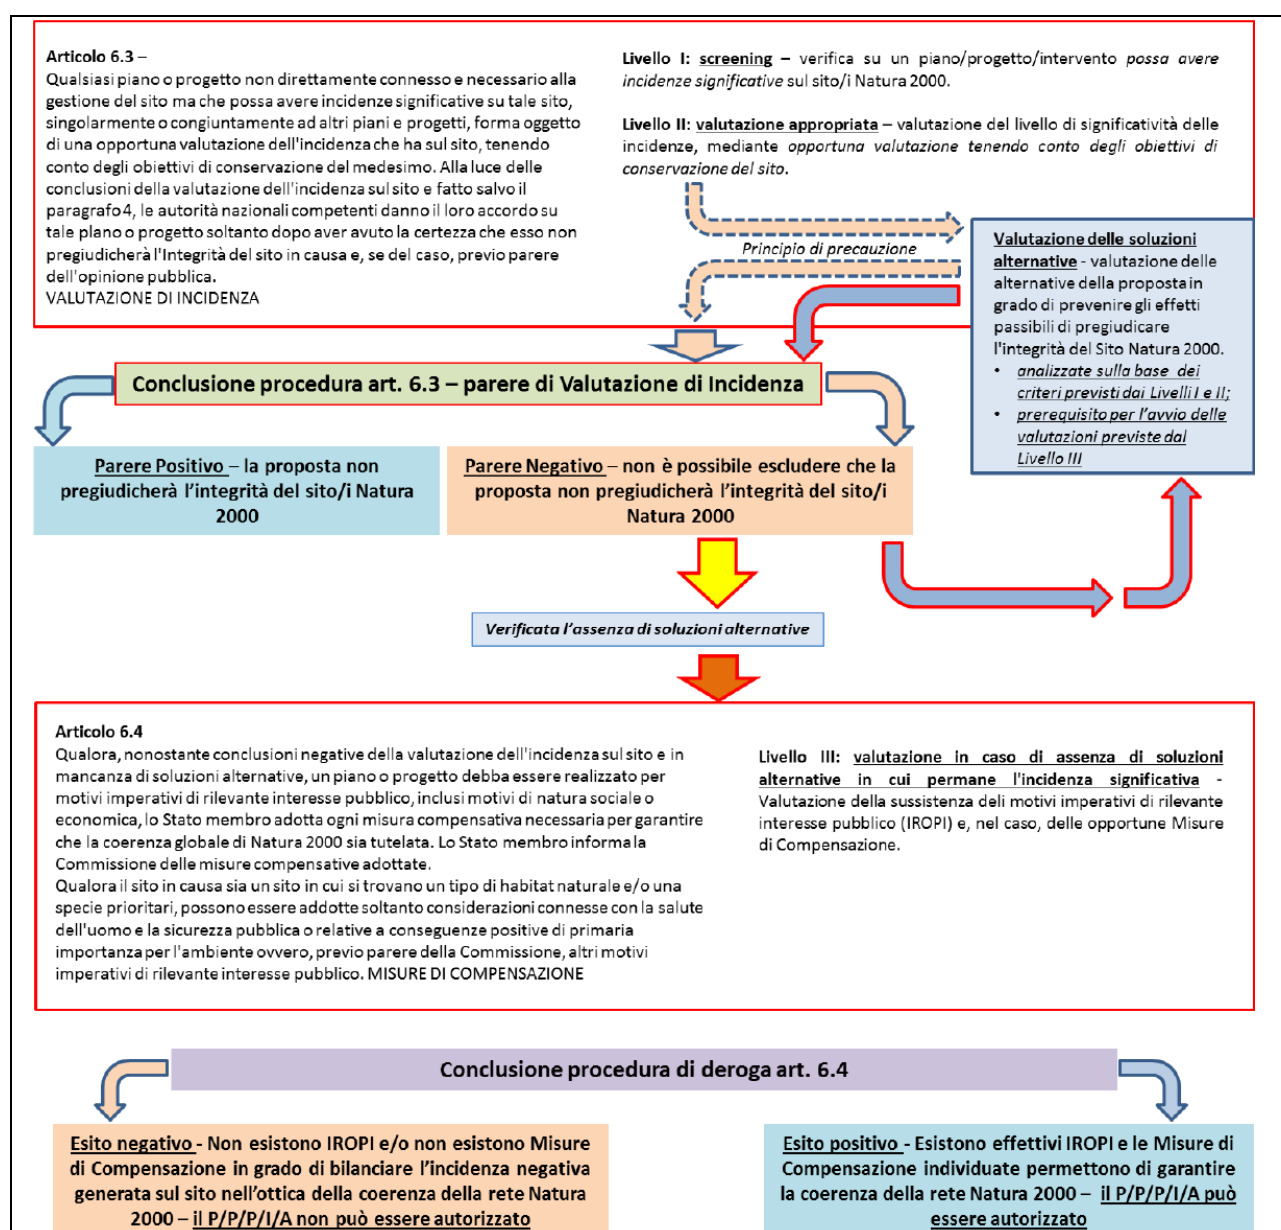 Articolo 6.3 –
Qualsiasi piano o progetto non direttamente connesso e necessario alla
gestione del sito ma che possa avere incidenze significative su tale sito,
singolarmente o congiuntamente ad altri piani e progetti, forma oggetto
di una opportuna valutazione dell'incidenza che ha sul sito, tenendo
conto degli obiettivi di conservazione del medesimo. Alla luce delle
conclusioni della valutazione dell'incidenza sul sito e fatto salvo il
paragrafo 4, le autorità nazionali competenti danno il loro accordo su
tale piano o progetto soltanto dopo aver avuto la certezza che esso non
pregiudicherà l'Integrità del sito in causa e, se del caso, previo parere
dell'opinione pubblica.
VALUTAZIONE DI INCIDENZA
Livello I: screening – verifica su un piano/progetto/intervento possa avere
incidenze significative sul sito/i Natura 2000.
Livello II: valutazione appropriata – valutazione del livello di significatività delle
incidenze, mediante opportuna valutazione tenendo conto degli obiettivi di
conservazione del sito.
Principio di precauzione
Valutazione delle soluzioni
alternative - valutazione delle
alternative della proposta in
grado di prevenire gli effetti
passibili di pregiudicare
l'integrità del Sito Natura 2000.
• analizzate sulla base dei
criteri previsti dai Livelli I e II;
• prerequisito per l'avvio delle
valutazioni previste dal
Livello III
Conclusione procedura art. 6.3 – parere di Valutazione di Incidenza
Parere Positivo – la proposta non
pregiudicherà l'integrità del sito/i Natura
2000
Parere Negativo – non è possibile escludere che la
proposta non pregiudicherà l'integrità del sito/i
Natura 2000
Verificata l'assenza di soluzioni alternative
Articolo 6.4
Qualora, nonostante conclusioni negative della valutazione dell'incidenza sul sito e in
mancanza di soluzioni alternative, un piano o progetto debba essere realizzato per
motivi imperativi di rilevante interesse pubblico, inclusi motivi di natura sociale o
economica, lo Stato membro adotta ogni misura compensativa necessaria per garantire
che la coerenza globale di Natura 2000 sia tutelata. Lo Stato membro informa la
Commissione delle misure compensative adottate.
Qualora il sito in causa sia un sito in cui si trovano un tipo di habitat naturale e/o una
specie prioritari, possono essere addotte soltanto considerazioni connesse con la salute
dell'uomo e la sicurezza pubblica o relative a conseguenze positive di primaria
importanza per l'ambiente ovvero, previo parere della Commissione, altri motivi
imperativi di rilevante interesse pubblico. MISURE DI COMPENSAZIONE
Livello III: valutazione in caso di assenza di soluzioni
alternative in cui permane l'incidenza significativa -
Valutazione della sussistenza deli motivi imperativi di rilevante
interesse pubblico (IROPI) e, nel caso, delle opportune Misure
di Compensazione.
Conclusione procedura di deroga art. 6.4
Esito negativo - Non esistono IROPI e/o non esistono Misure
di Compensazione in grado di bilanciare l'incidenza negativa
generata sul sito nell'ottica della coerenza della rete Natura
2000 – il P/P/P/I/A non può essere autorizzato
Esito positivo - Esistono effettivi IROPI e le Misure di
Compensazione individuate permettono di garantire
la coerenza della rete Natura 2000 – il P/P/P/I/A può
essere autorizzato